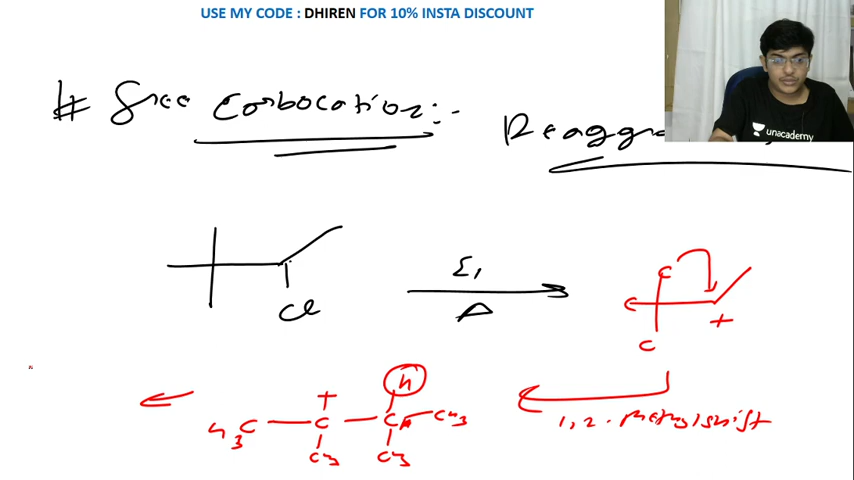 USE MY CODE : DHIREN FOR 10% INSTA DISCOUNT
# Free Carbocation :-
unacademy
E1
Cl
Δ
C
C
C
+
1,2-methyl shift
+
H
H3C C C CH3
CH3 CH3